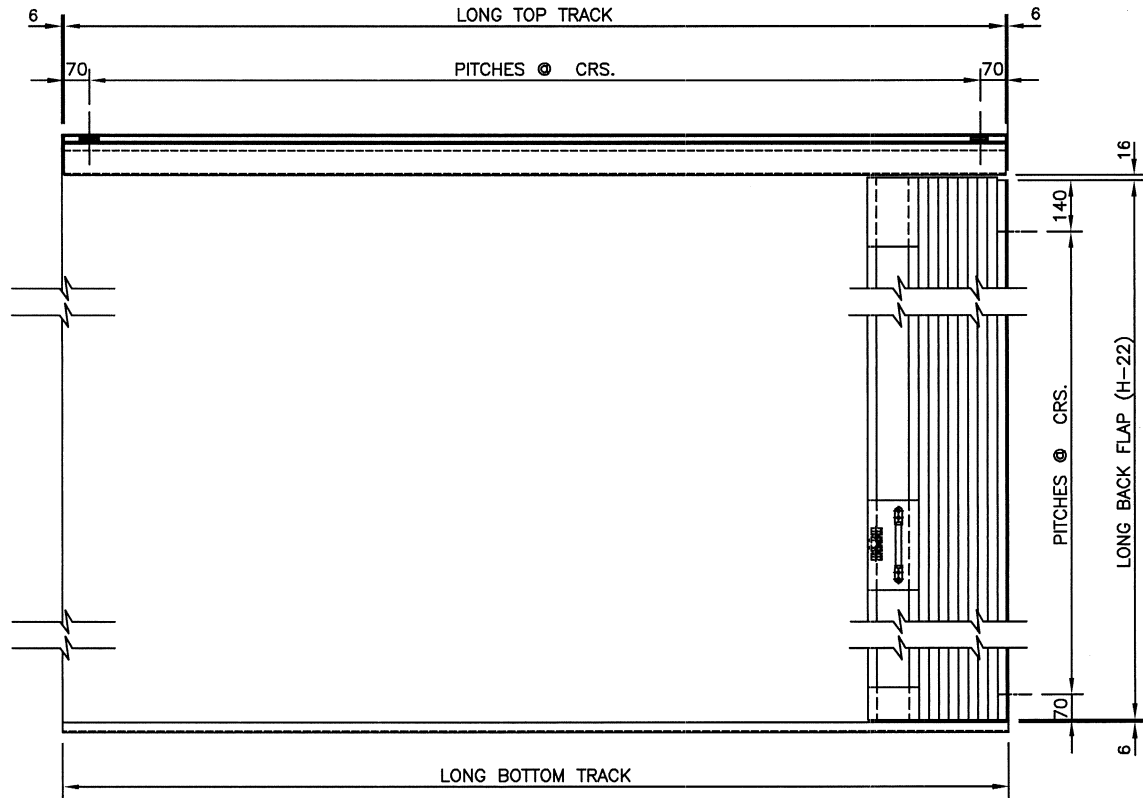 6
LONG TOP TRACK
6
70
PITCHES @ CRS.
70
16
140
PITCHES @ CRS.
LONG BACK FLAP (H-22)
70
6
LONG BOTTOM TRACK